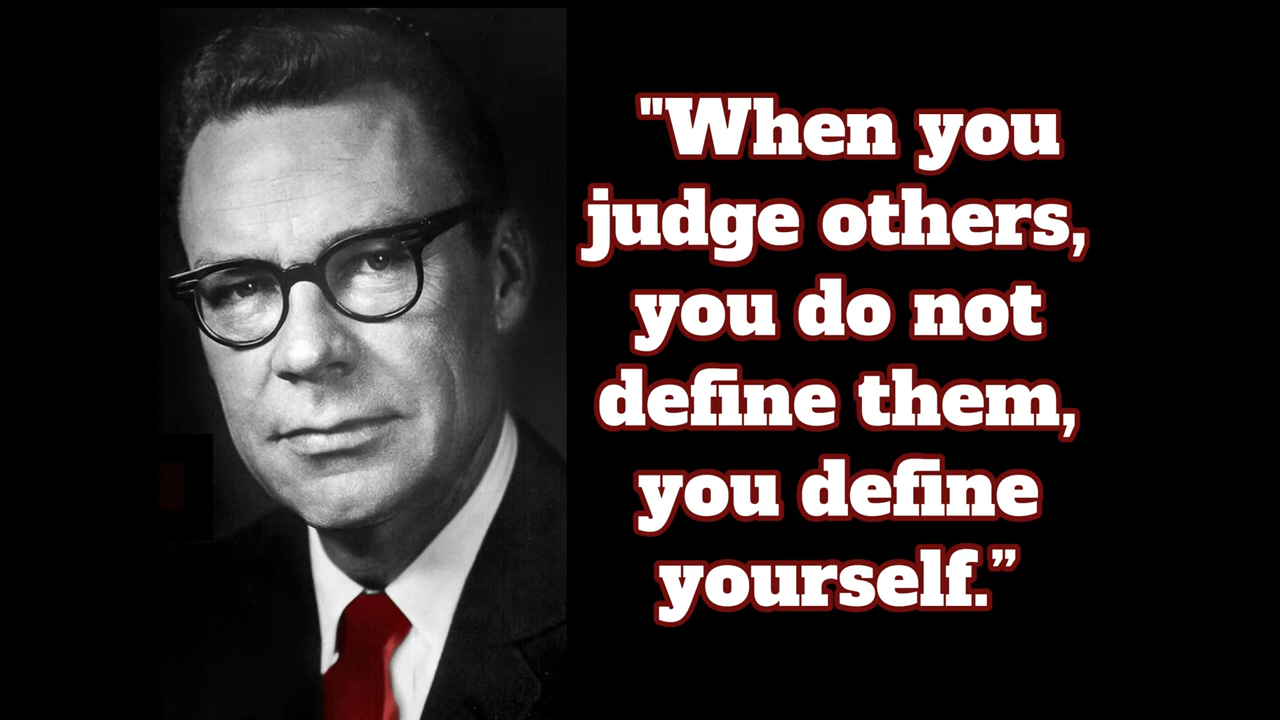 "When you
judge others,
you do not
define them,
you define
yourself.”